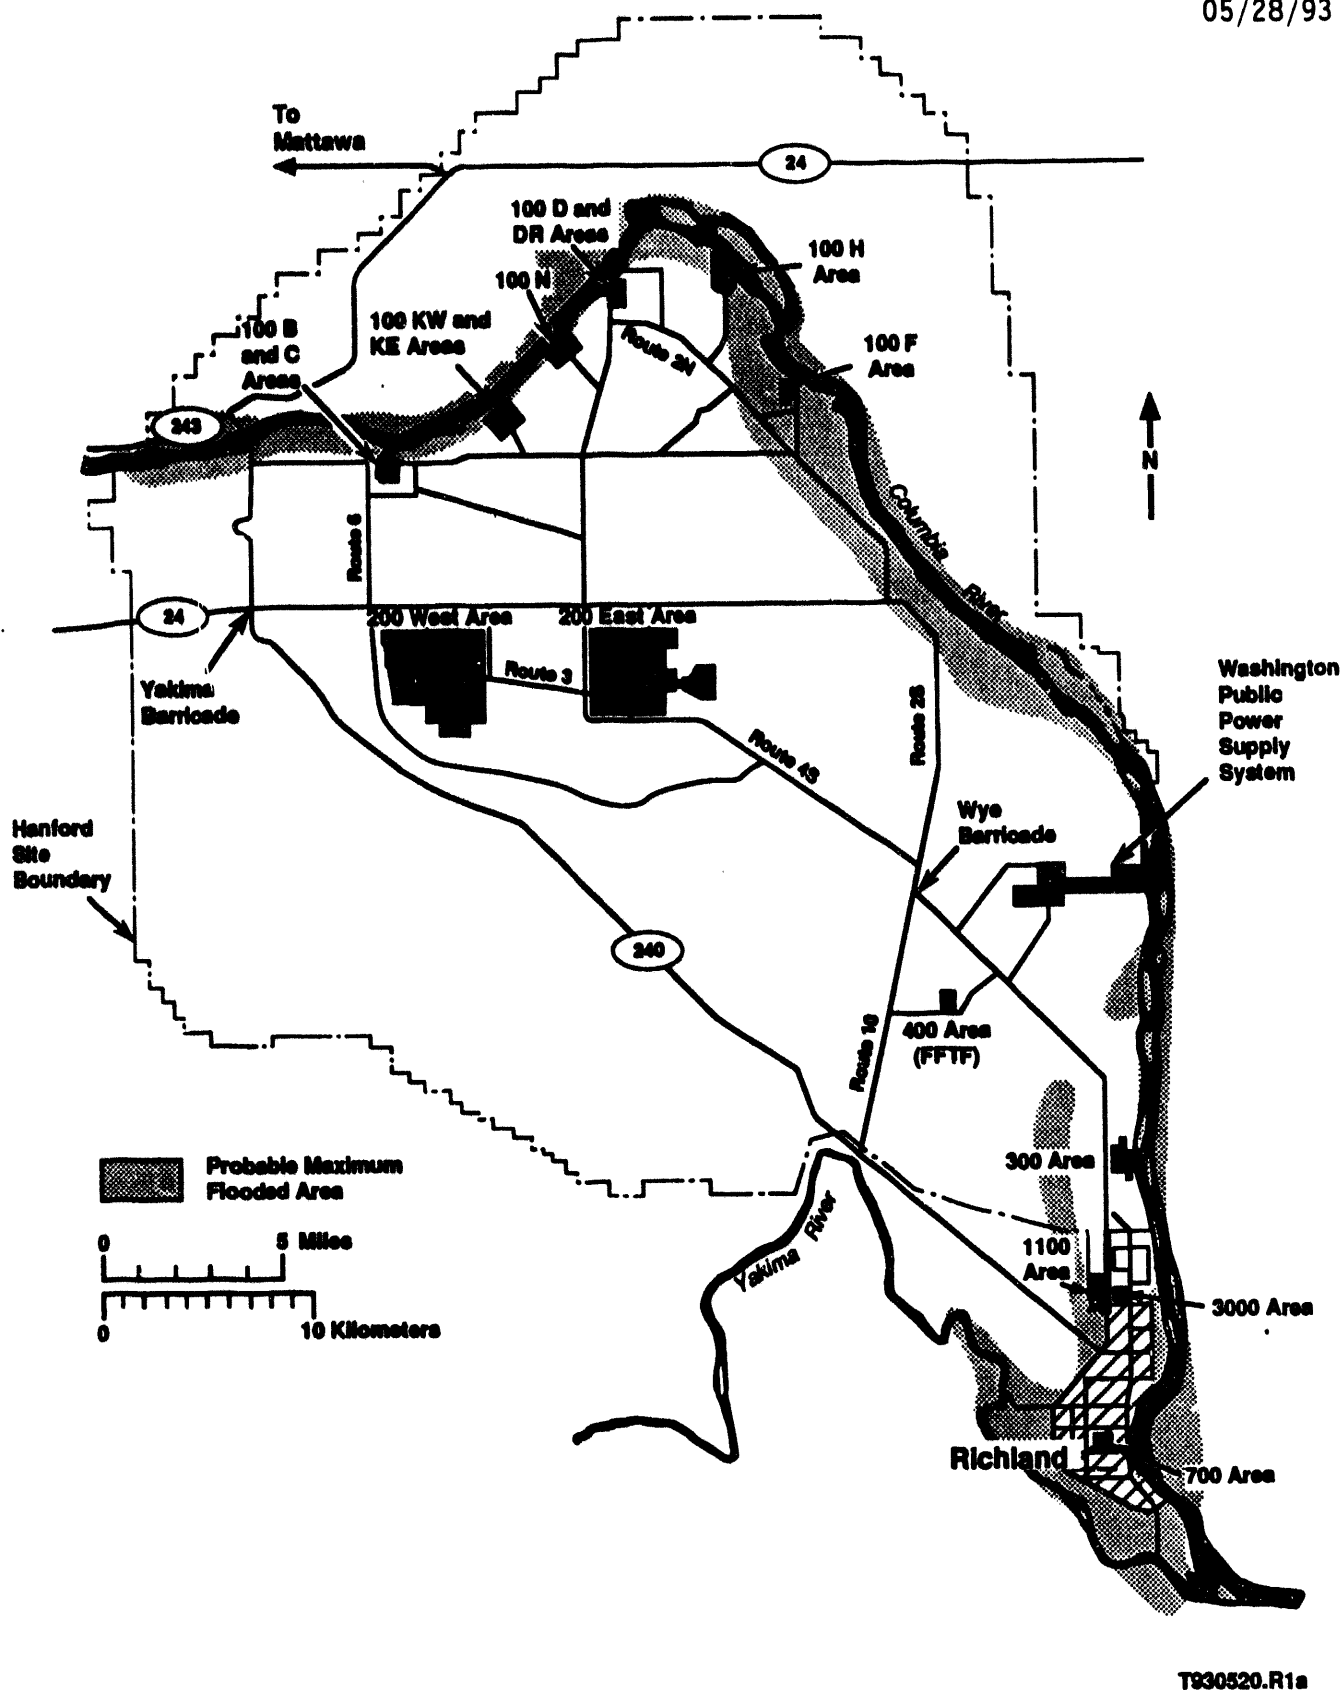 05/28/93
To
Mattawa
24
100 D and
DR Areas
100 H
Area
100 N
100 B
and C
Areas
100 KW and
KE Areas
Route 2N
100 F
Area
243
N
Columbia
River
Route 6
24
200 West Area
200 East Area
Route 3
Yakima
Barricade
Washington
Public
Power
Supply
System
Route 2S
Route 4S
Wye
Barricade
Hanford
Site
Boundary
240
400 Area
(FFTF)
Route 10
300 Area
Probable Maximum
Flooded Area
Yakima River
0 5 Miles
0 10 Kilometers
1100
Area
3000 Area
Richland
700 Area
T930520.R1a